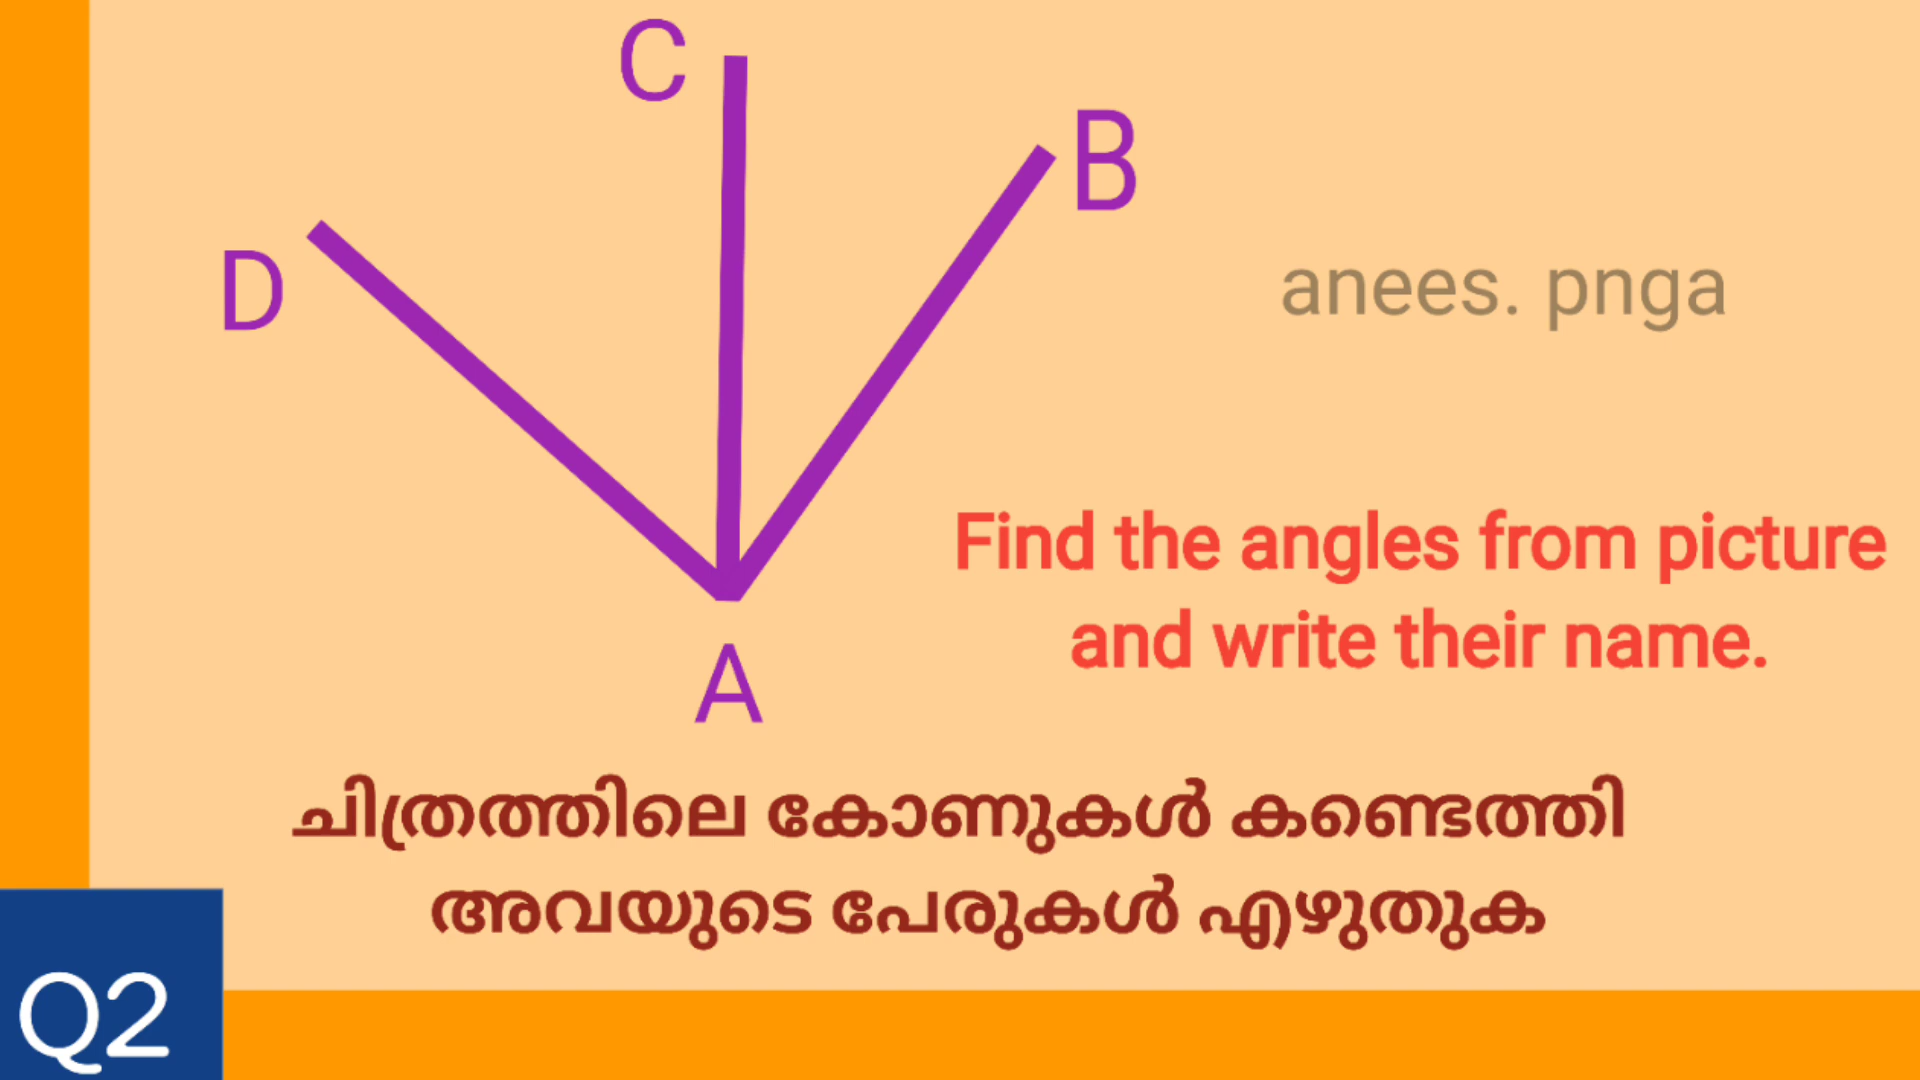 C
B
D
anees. pnga
Find the angles from picture
and write their name.
A
ചിത്രത്തിലെ കോണുകൾ കണ്ടെത്തി
അവയുടെ പേരുകൾ എഴുതുക
Q2